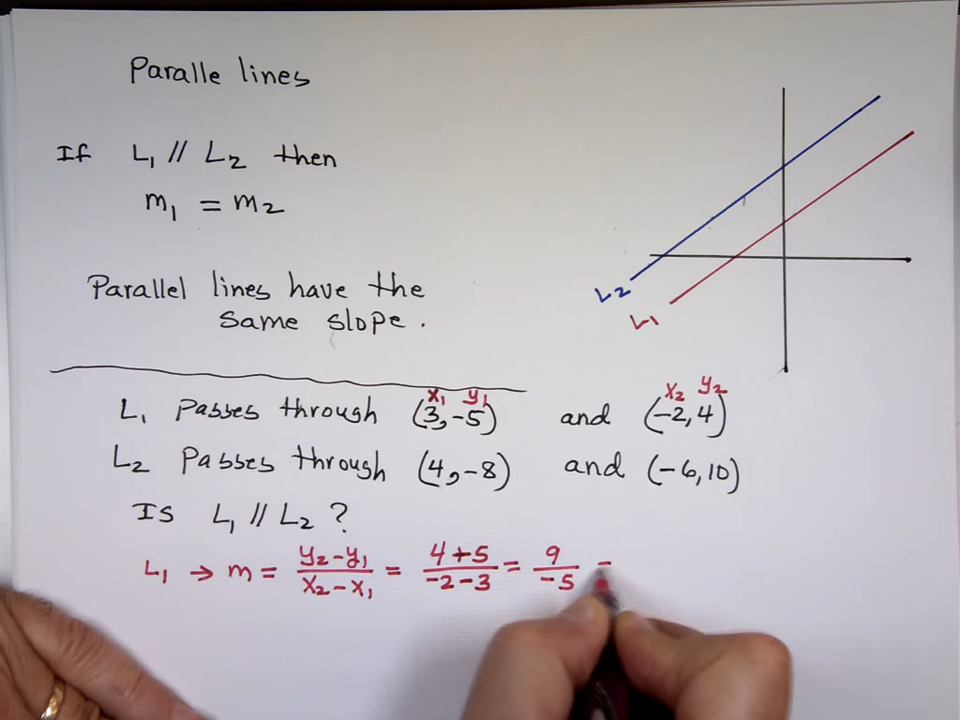 Paralle lines
If L₁ // L₂ then
m₁ = m₂
Parallel lines have the
same slope.
L2
L1
x₁ y₁ x₂ y₂
L₁ Passes through (3,-5) and (-2,4)
L₂ Passes through (4,-8) and (-6,10)
Is L₁ // L₂ ?
L₁ → m = y₂-y₁/x₂-x₁ = 4+5/-2-3 = 9/-5 =